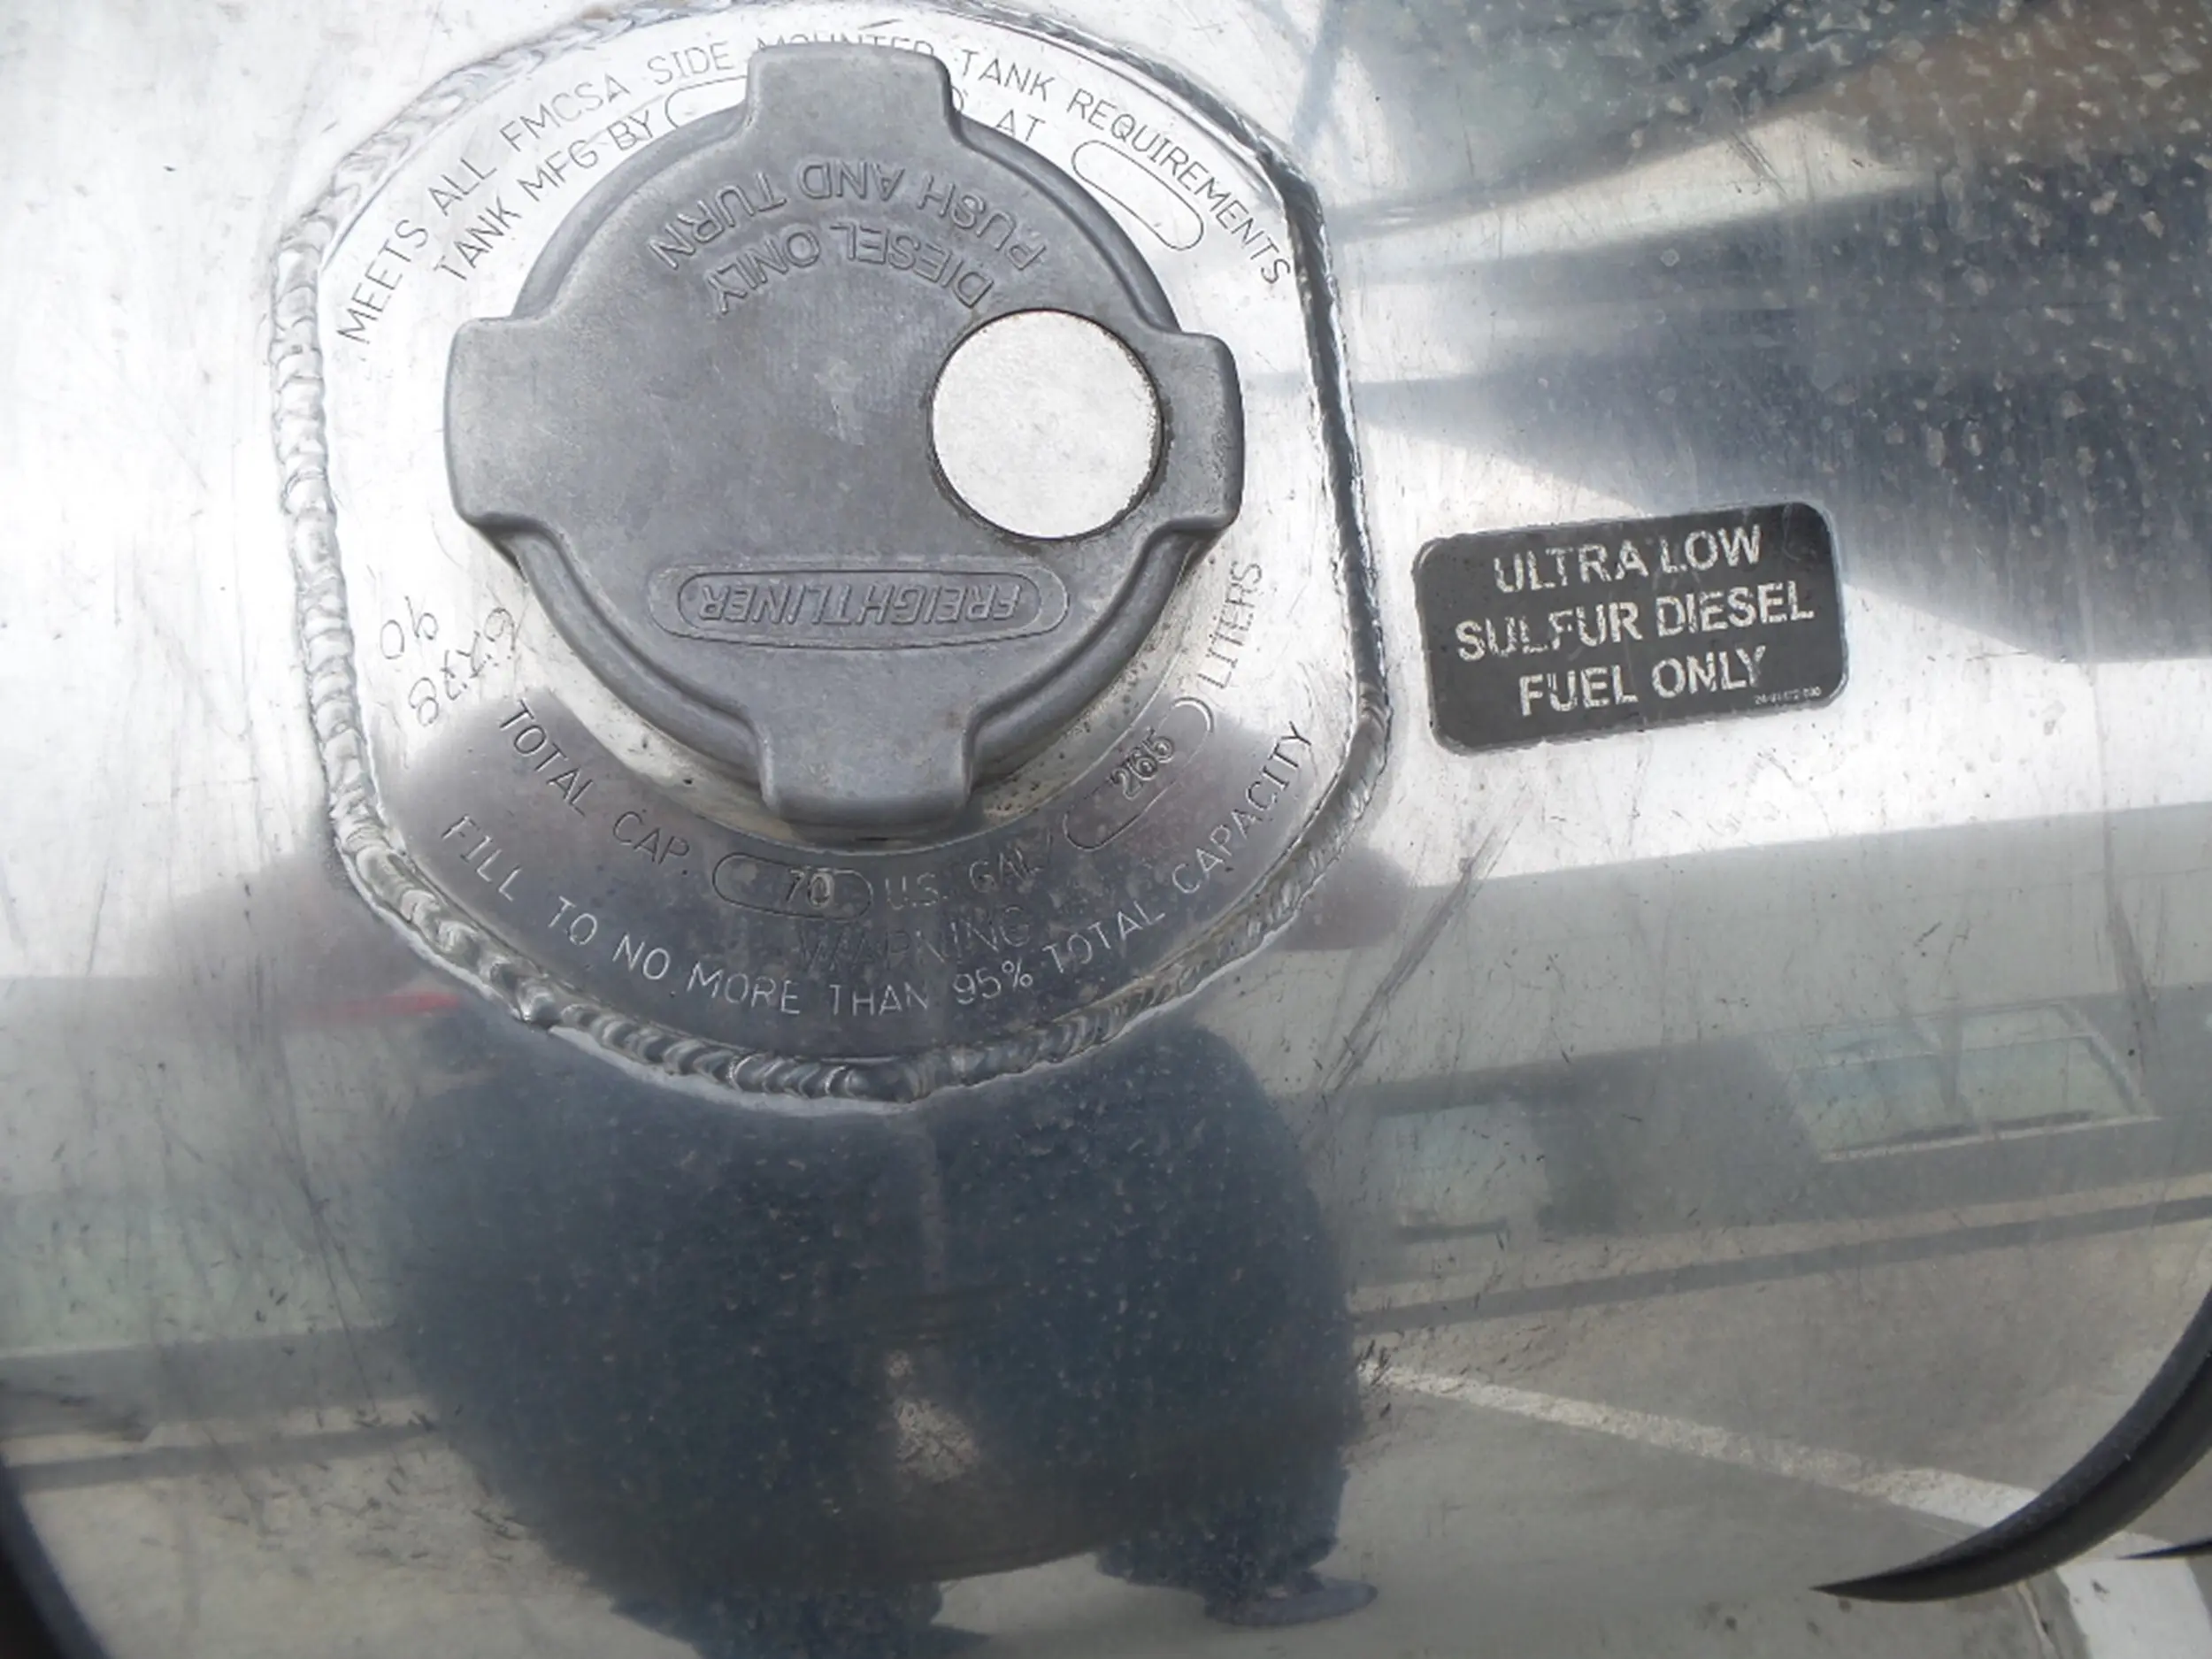 MEETS ALL FMCSA SIDE MOUNTED TANK REQUIREMENTS
TANK MFG BY AT
PUSH AND TURN
DIESEL ONLY
FREIGHTLINER
ULTRA LOW
SULFUR DIESEL
FUEL ONLY
TOTAL CAP. 70 U.S. GAL/ 265 LITERS
WARNING
FILL TO NO MORE THAN 95% TOTAL CAPACITY